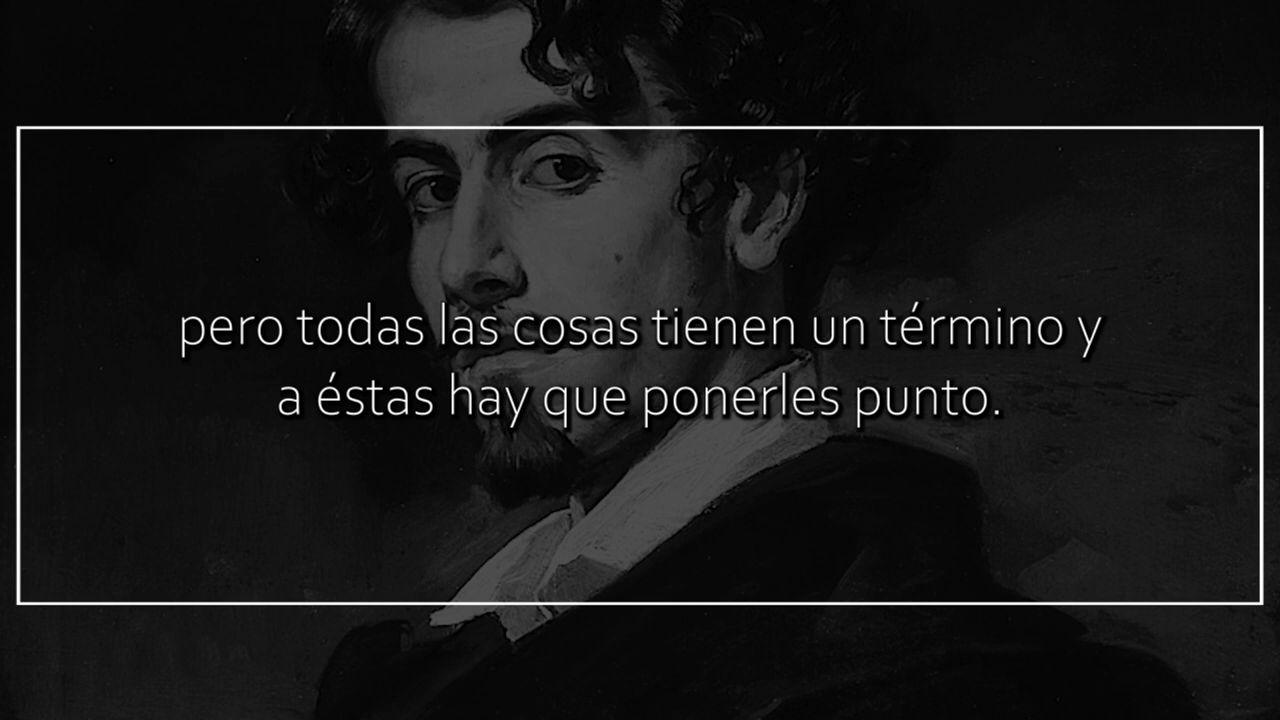 pero todas las cosas tienen un término y
a éstas hay que ponerles punto.